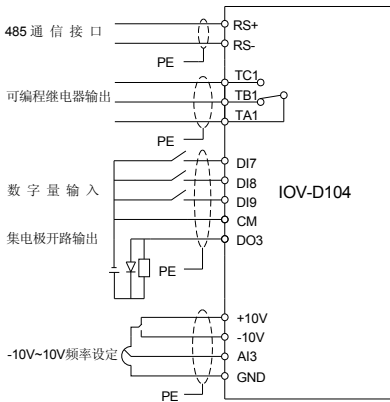 485通信接口
RS+
RS-
PE
可编程继电器输出
TC1
TB1
TA1
PE
IOV-D104
数字量输入
DI7
DI8
DI9
CM
集电极开路输出
DO3
PE
+10V
-10V
-10V~10V频率设定
AI3
GND
PE